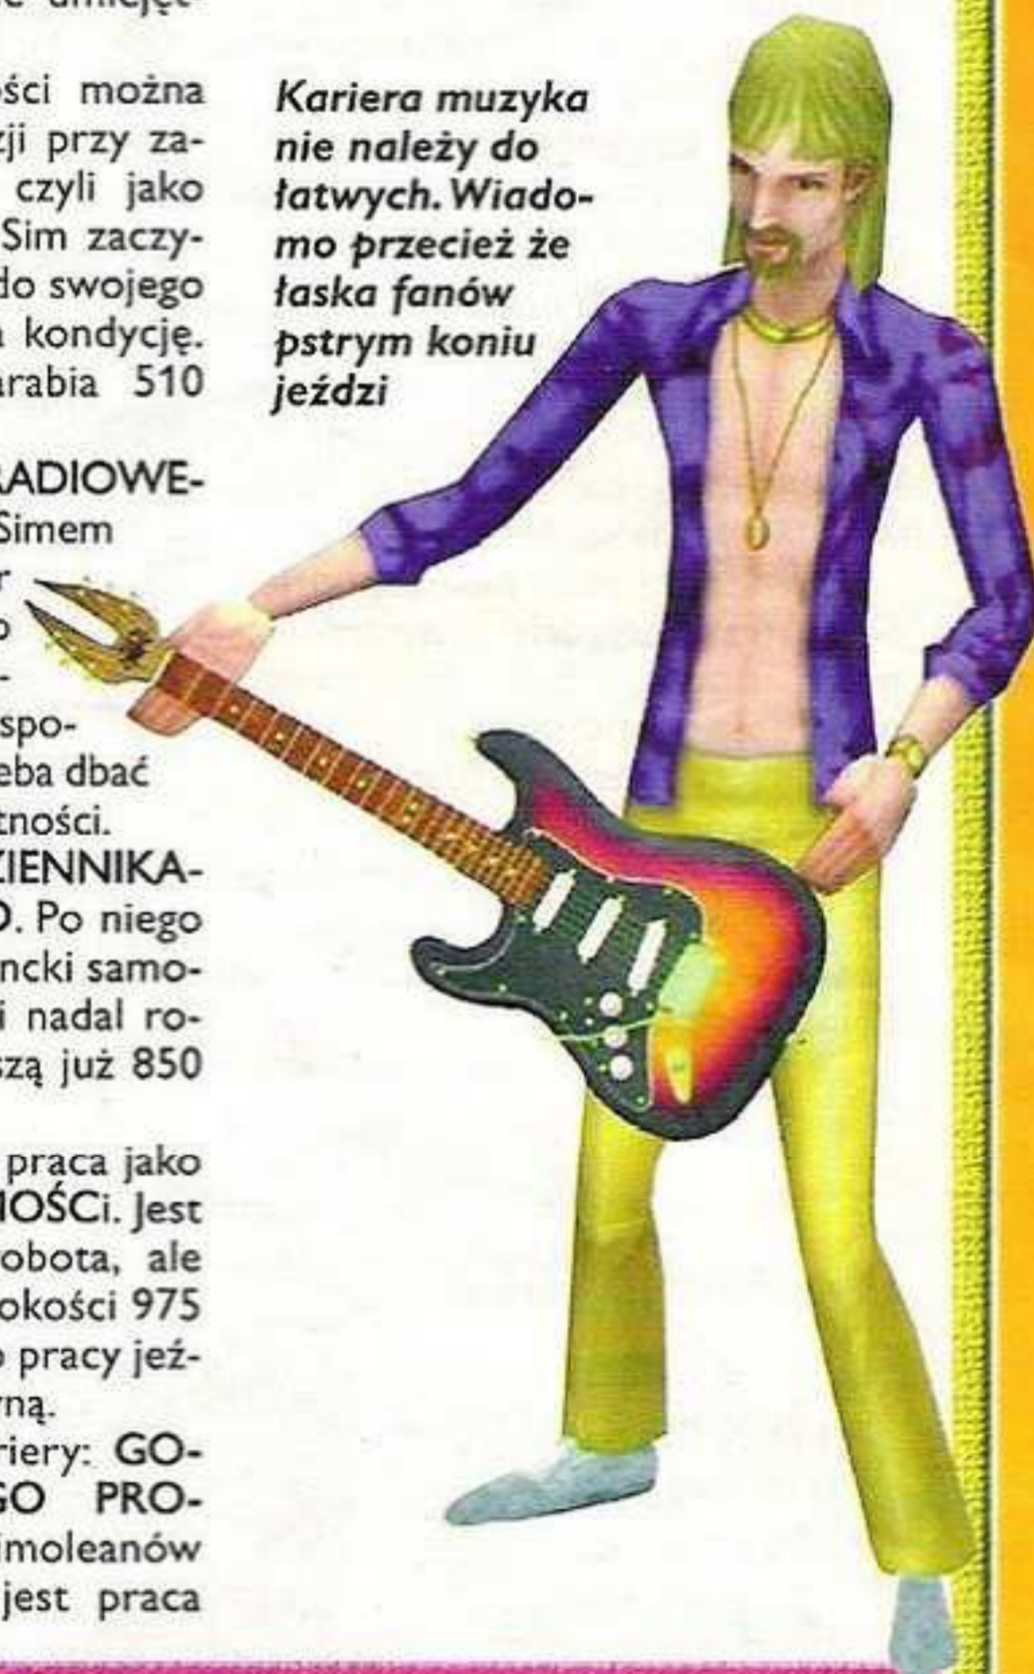 ści można
zji przy za-
czyli jako
Sim zaczy-
do swojego
kondycję.
arabia 510
RADIOWE-
Simem
spo-
eba dbać
tności.
ZIENNIKA-
O. Po niego
ncki samo-
i nadal ro-
szą już 850
praca jako
OŚCi. Jest
obota, ale
okości 975
o pracy jeź-
ną.
riery: GO-
GO PRO-
imoleanów
jest praca
Kariera muzyka
nie należy do
łatwych. Wiado-
mo przecież że
łaska fanów
pstrym koniu
jeździ